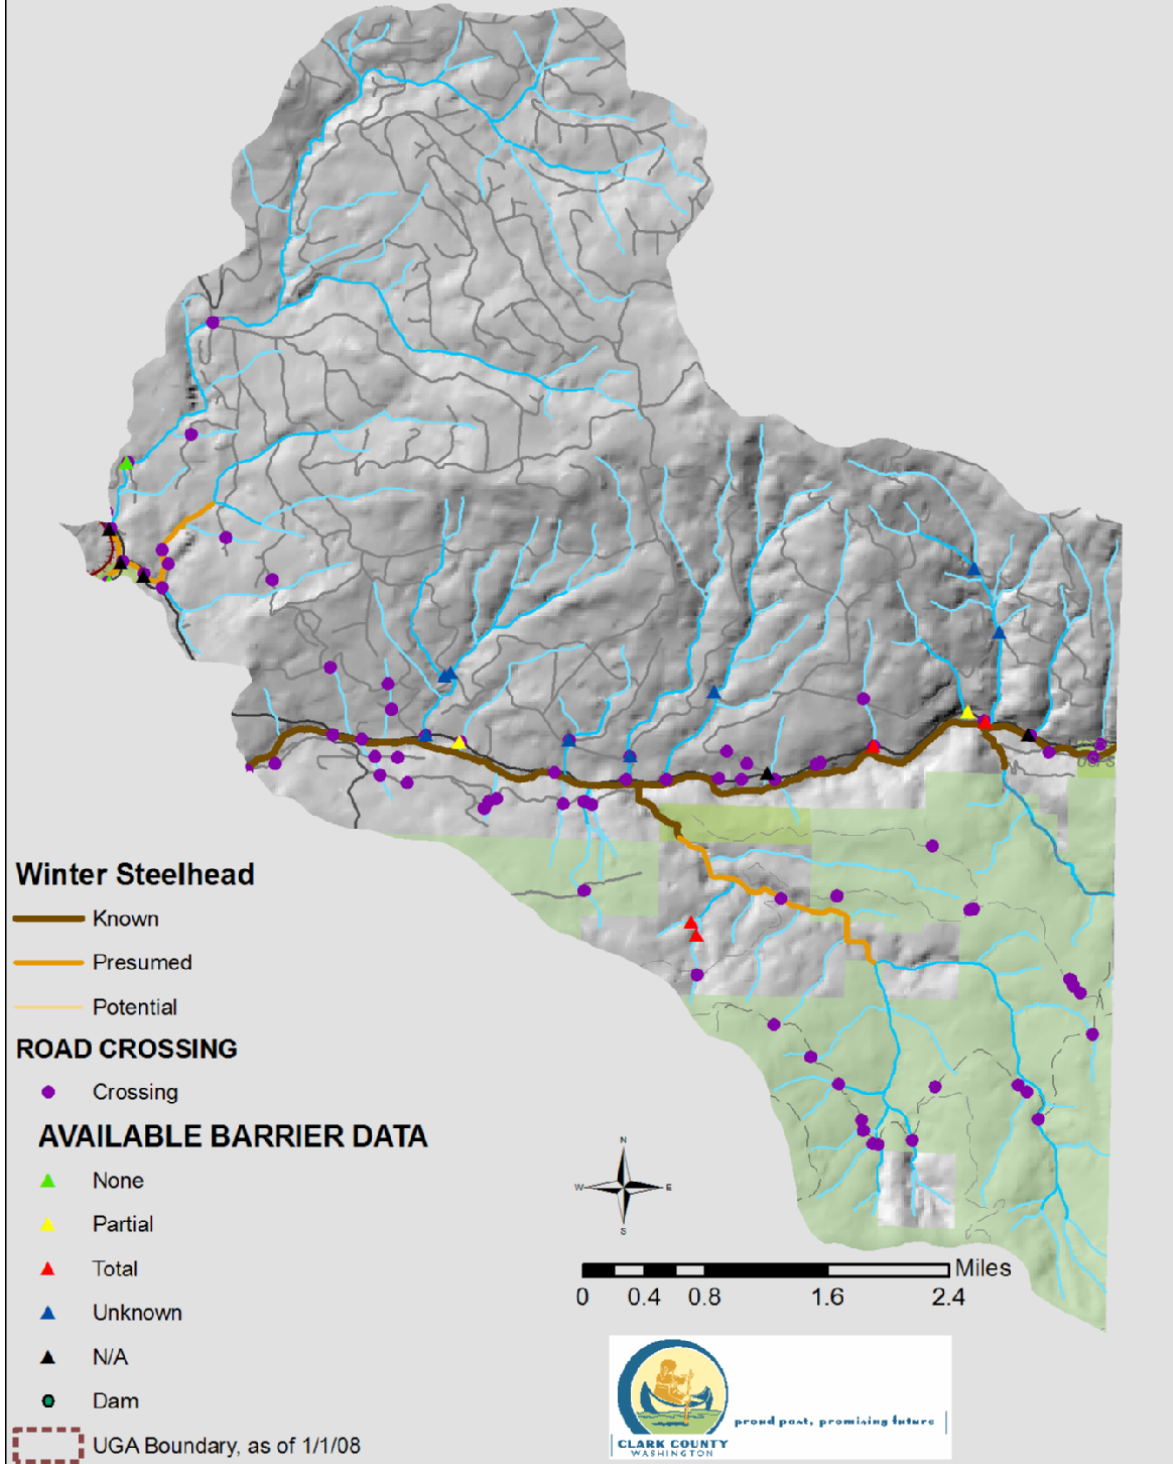 Winter Steelhead
Known
Presumed
Potential
ROAD CROSSING
Crossing
AVAILABLE BARRIER DATA
None
Partial
Total
Unknown
N/A
Dam
UGA Boundary, as of 1/1/08
N
W E
S
Miles
0 0.4 0.8 1.6 2.4
proud past, promising future
CLARK COUNTY
WASHINGTON